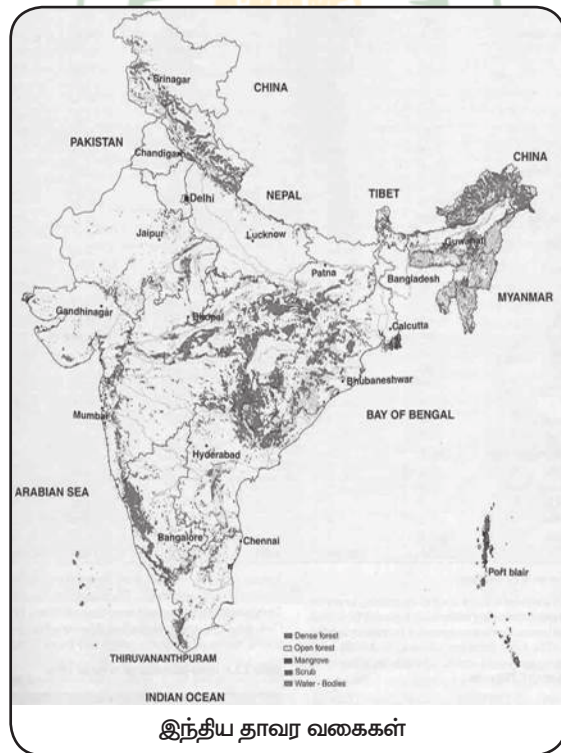 Srinagar
CHINA
PAKISTAN
Chandigarh
CHINA
Delhi
NEPAL
TIBET
Jaipur
Lucknow
Guwahati
Patna
Bangladesh
Gandhinagar
Bhopal
MYANMAR
Calcutta
Bhubaneshwar
Mumbai
BAY OF BENGAL
Hyderabad
ARABIAN SEA
Bangalore
Chennai
Port blair
Dense forest
Open forest
Mangrove
Scrub
Water - Bodies
THIRUVANANTHPURAM
INDIAN OCEAN
இந்திய தாவர வகைகள்